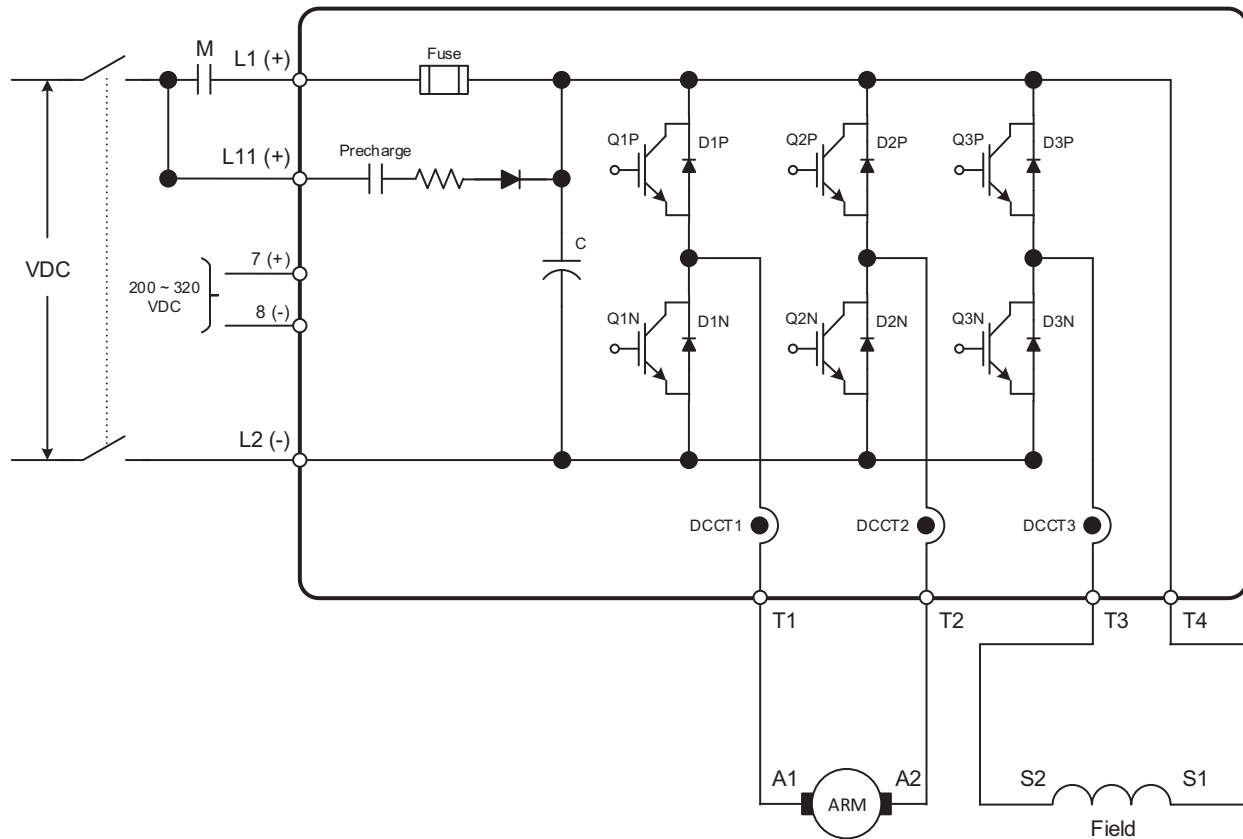 M
L1 (+)
Fuse
L11 (+)
Precharge
Q1P
D1P
Q2P
D2P
Q3P
D3P
VDC
7 (+)
200 ~ 320
VDC
8 (-)
C
Q1N
D1N
Q2N
D2N
Q3N
D3N
L2 (-)
DCCT1
DCCT2
DCCT3
T1
T2
T3
T4
A1
ARM
A2
S2
S1
Field